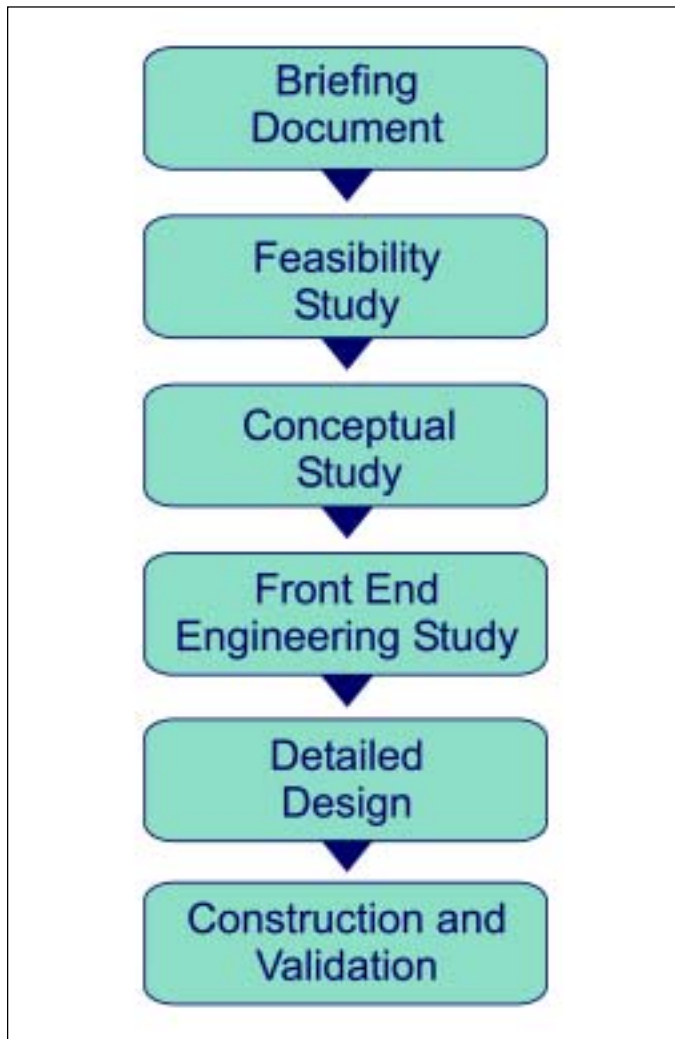 Briefing
Document
Feasibility
Study
Conceptual
Study
Front End
Engineering Study
Detailed
Design
Construction and
Validation